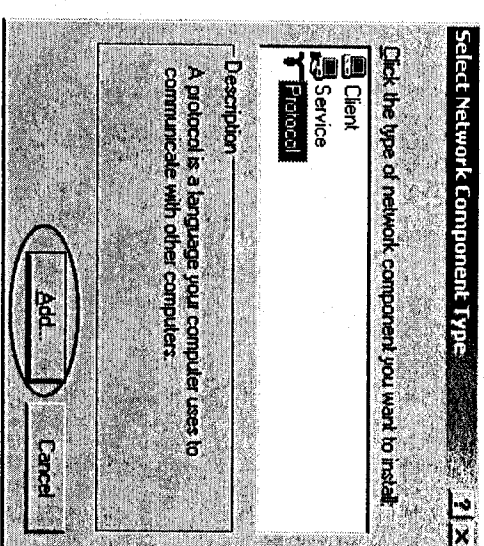 Select Network Component Type
? X
Click the type of network component you want to install:
Client
Service
Protocol
Description
A protocol is a language your computer uses to
communicate with other computers.
Add...
Cancel